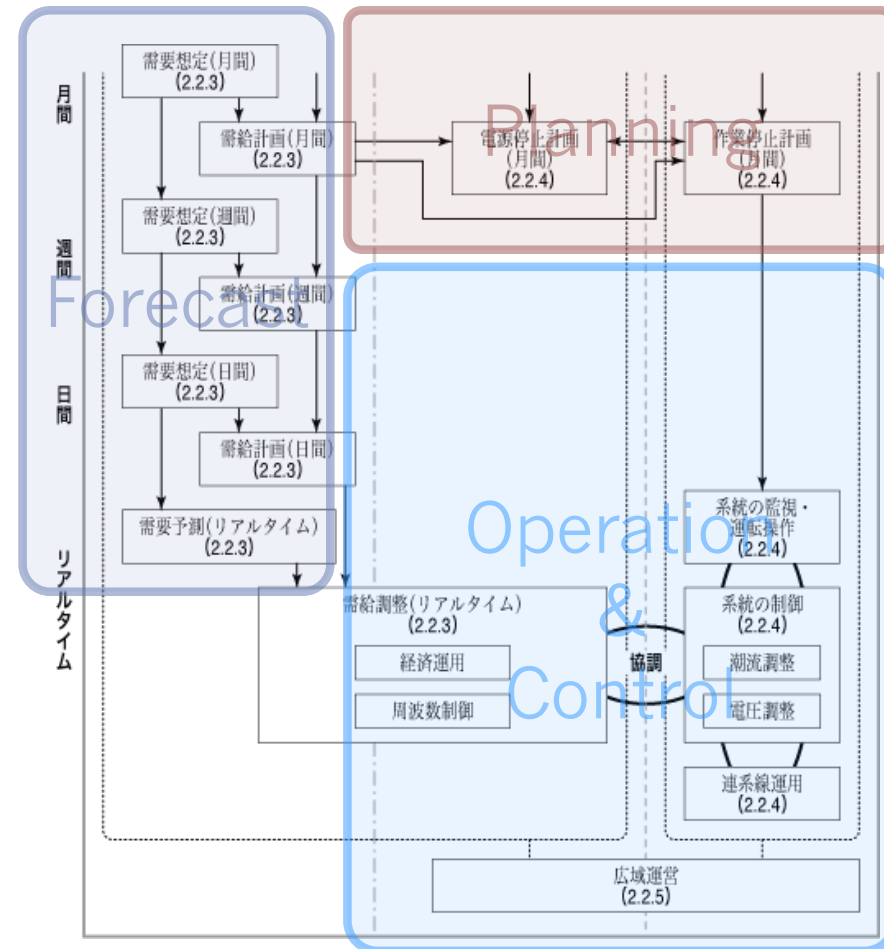 月間
需要想定(月間)
(2.2.3)
需給計画(月間)
(2.2.3)
Planning
電源停止計画
(月間)
(2.2.4)
作業停止計画
(月間)
(2.2.4)
週間
需要想定(週間)
(2.2.3)
Forecast
需給計画(週間)
(2.2.3)
日間
需要想定(日間)
(2.2.3)
需給計画(日間)
(2.2.3)
リアルタイム
需要予測(リアルタイム)
(2.2.3)
Operation
&
Control
系統の監視・
運転操作
(2.2.4)
需給調整(リアルタイム)
(2.2.3)
経済運用
周波数制御
協調
系統の制御
(2.2.4)
潮流調整
電圧調整
連系線運用
(2.2.4)
広域運営
(2.2.5)